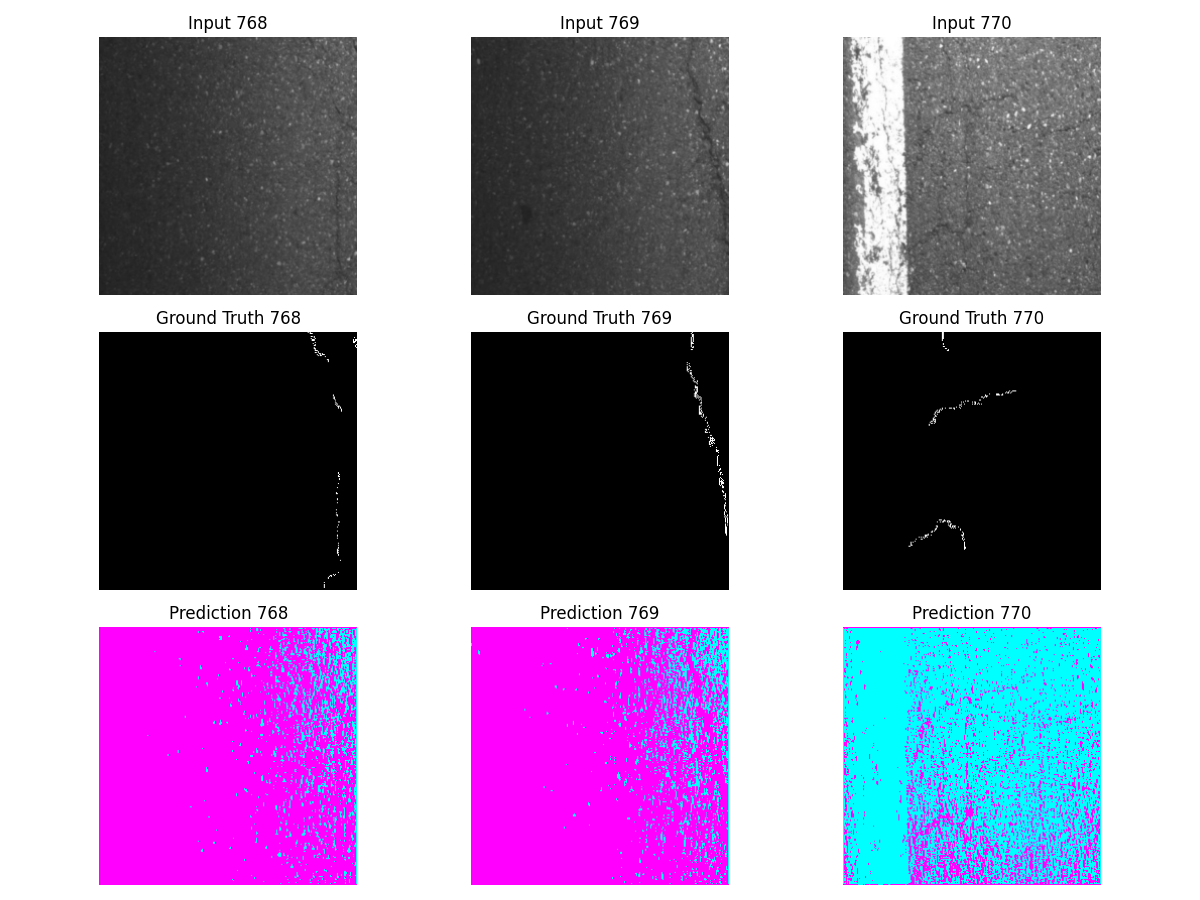 Input 768
Input 769
Input 770
Ground Truth 768
Ground Truth 769
Ground Truth 770
Prediction 768
Prediction 769
Prediction 770